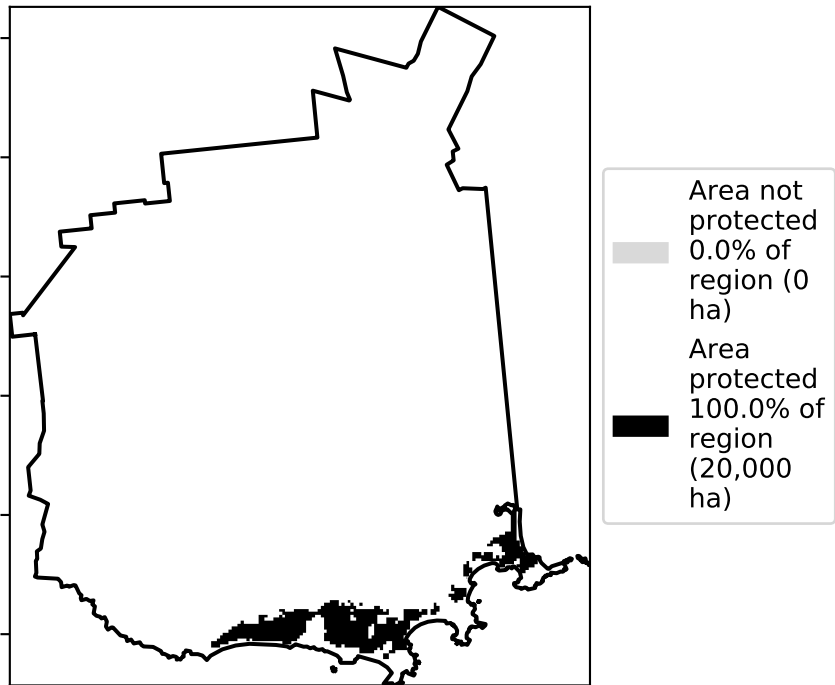 Area not
protected
0.0% of
region (0
ha)
Area
protected
100.0% of
region
(20,000
ha)